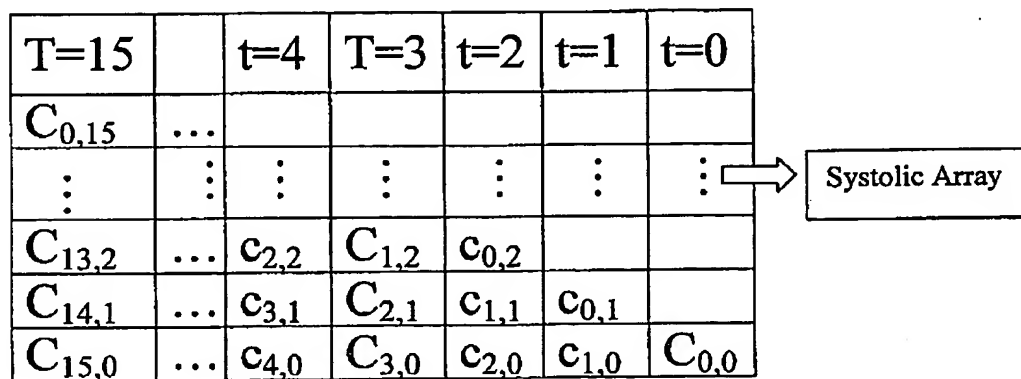 T=15 t=4 T=3 t=2 t=1 t=0
C0,15 ...
⋮ ⋮ ⋮ ⋮ ⋮ ⋮ ⋮ Systolic Array
C13,2 ... c2,2 C1,2 c0,2
C14,1 ... c3,1 C2,1 c1,1 c0,1
C15,0 ... c4,0 C3,0 c2,0 c1,0 C0,0